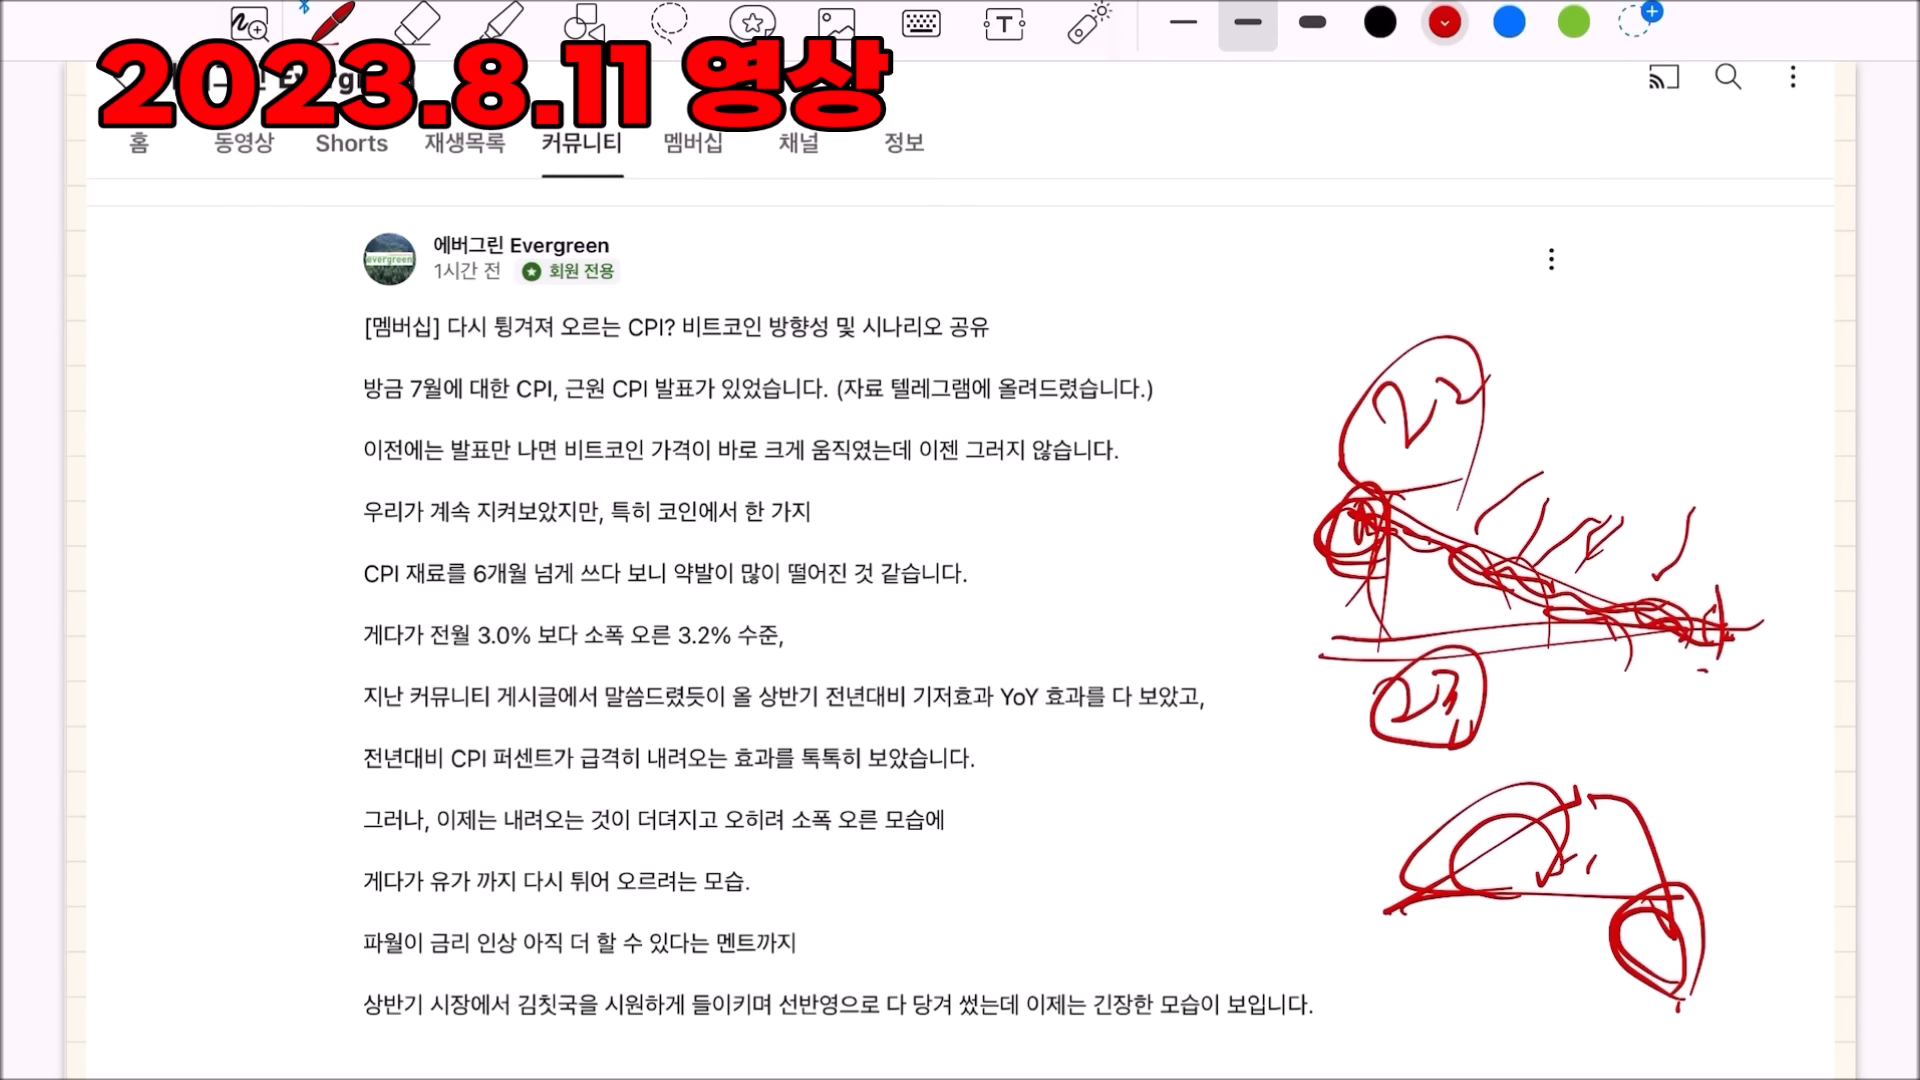 2023.8.11 영상
홈 동영상 Shorts 재생목록 커뮤니티 멤버십 채널 정보
에버그린 Evergreen
1시간 전 회원 전용
evergreen
[멤버십] 다시 튕겨져 오르는 CPI? 비트코인 방향성 및 시나리오 공유
방금 7월에 대한 CPI, 근원 CPI 발표가 있었습니다. (자료 텔레그램에 올려드렸습니다.)
이전에는 발표만 나면 비트코인 가격이 바로 크게 움직였는데 이젠 그러지 않습니다.
우리가 계속 지켜보았지만, 특히 코인에서 한 가지
CPI 재료를 6개월 넘게 쓰다 보니 약발이 많이 떨어진 것 같습니다.
게다가 전월 3.0% 보다 소폭 오른 3.2% 수준,
지난 커뮤니티 게시글에서 말씀드렸듯이 올 상반기 전년대비 기저효과 YoY 효과를 다 보았고,
전년대비 CPI 퍼센트가 급격히 내려오는 효과를 톡톡히 보았습니다.
그러나, 이제는 내려오는 것이 더뎌지고 오히려 소폭 오른 모습에
게다가 유가 까지 다시 튀어 오르려는 모습.
파월이 금리 인상 아직 더 할 수 있다는 멘트까지
상반기 시장에서 김칫국을 시원하게 들이키며 선반영으로 다 당겨 썼는데 이제는 긴장한 모습이 보입니다.
23